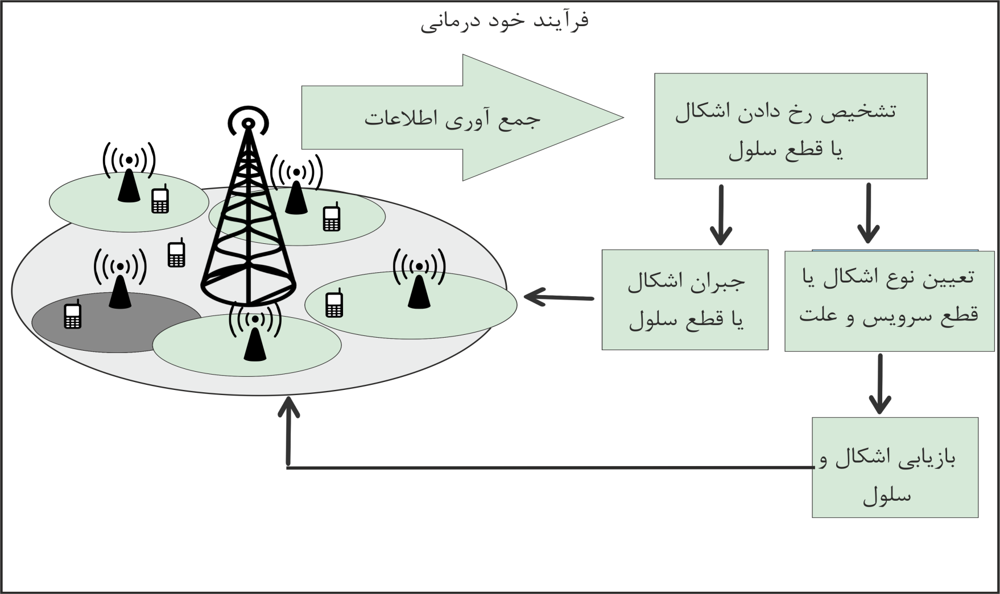 فرآیند خود درمانی
جمع آوری اطلاعات
تشخیص رخ دادن اشکال
یا قطع سلول
جبران اشکال
یا قطع سلول
تعیین نوع اشکال یا
قطع سرویس و علت
بازیابی اشکال و
سلول